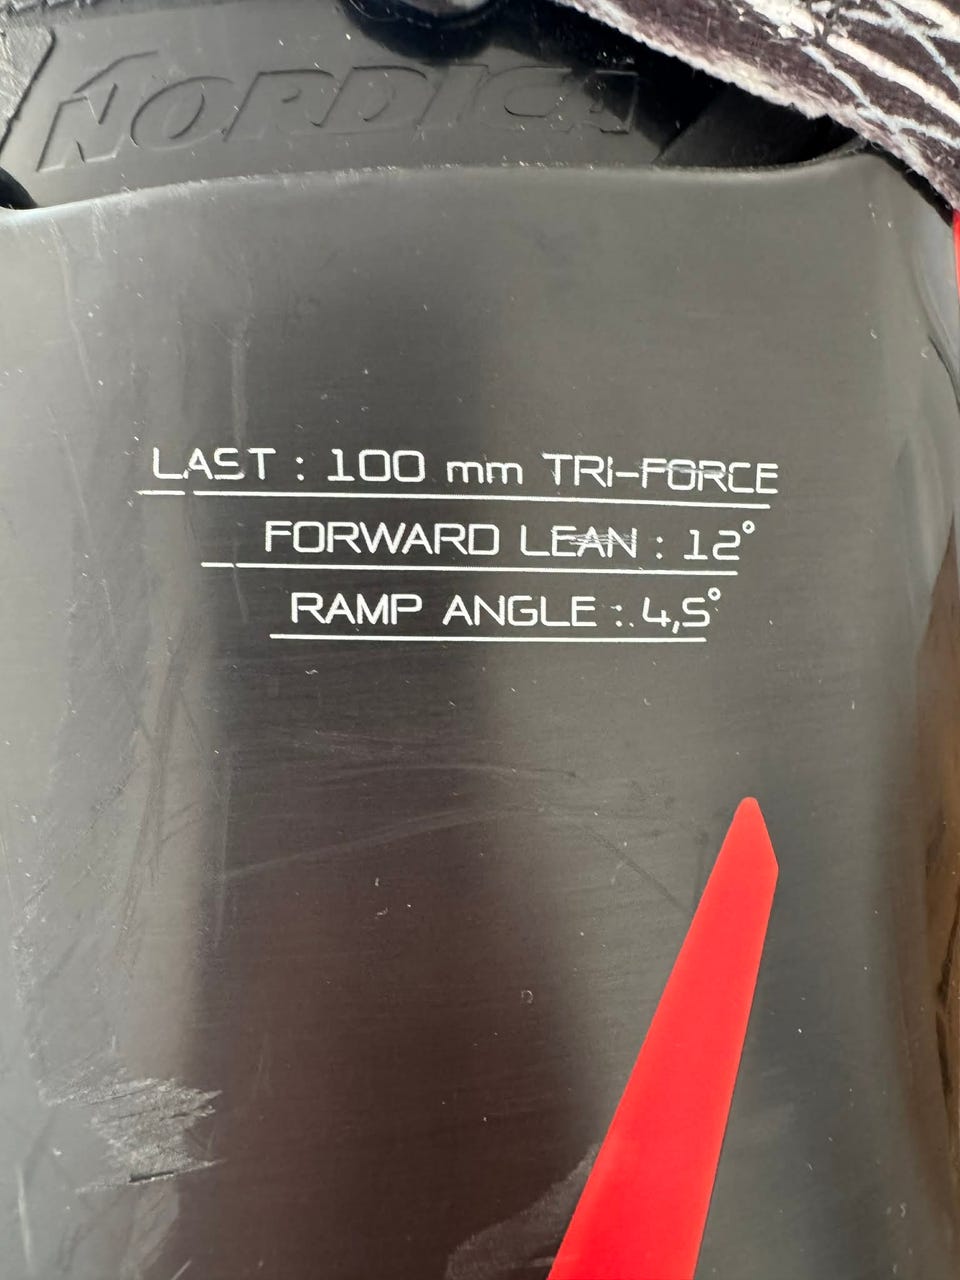 NORDICA
LAST : 100 mm TRI-FORCE
FORWARD LEAN : 12°
RAMP ANGLE : 4,5°